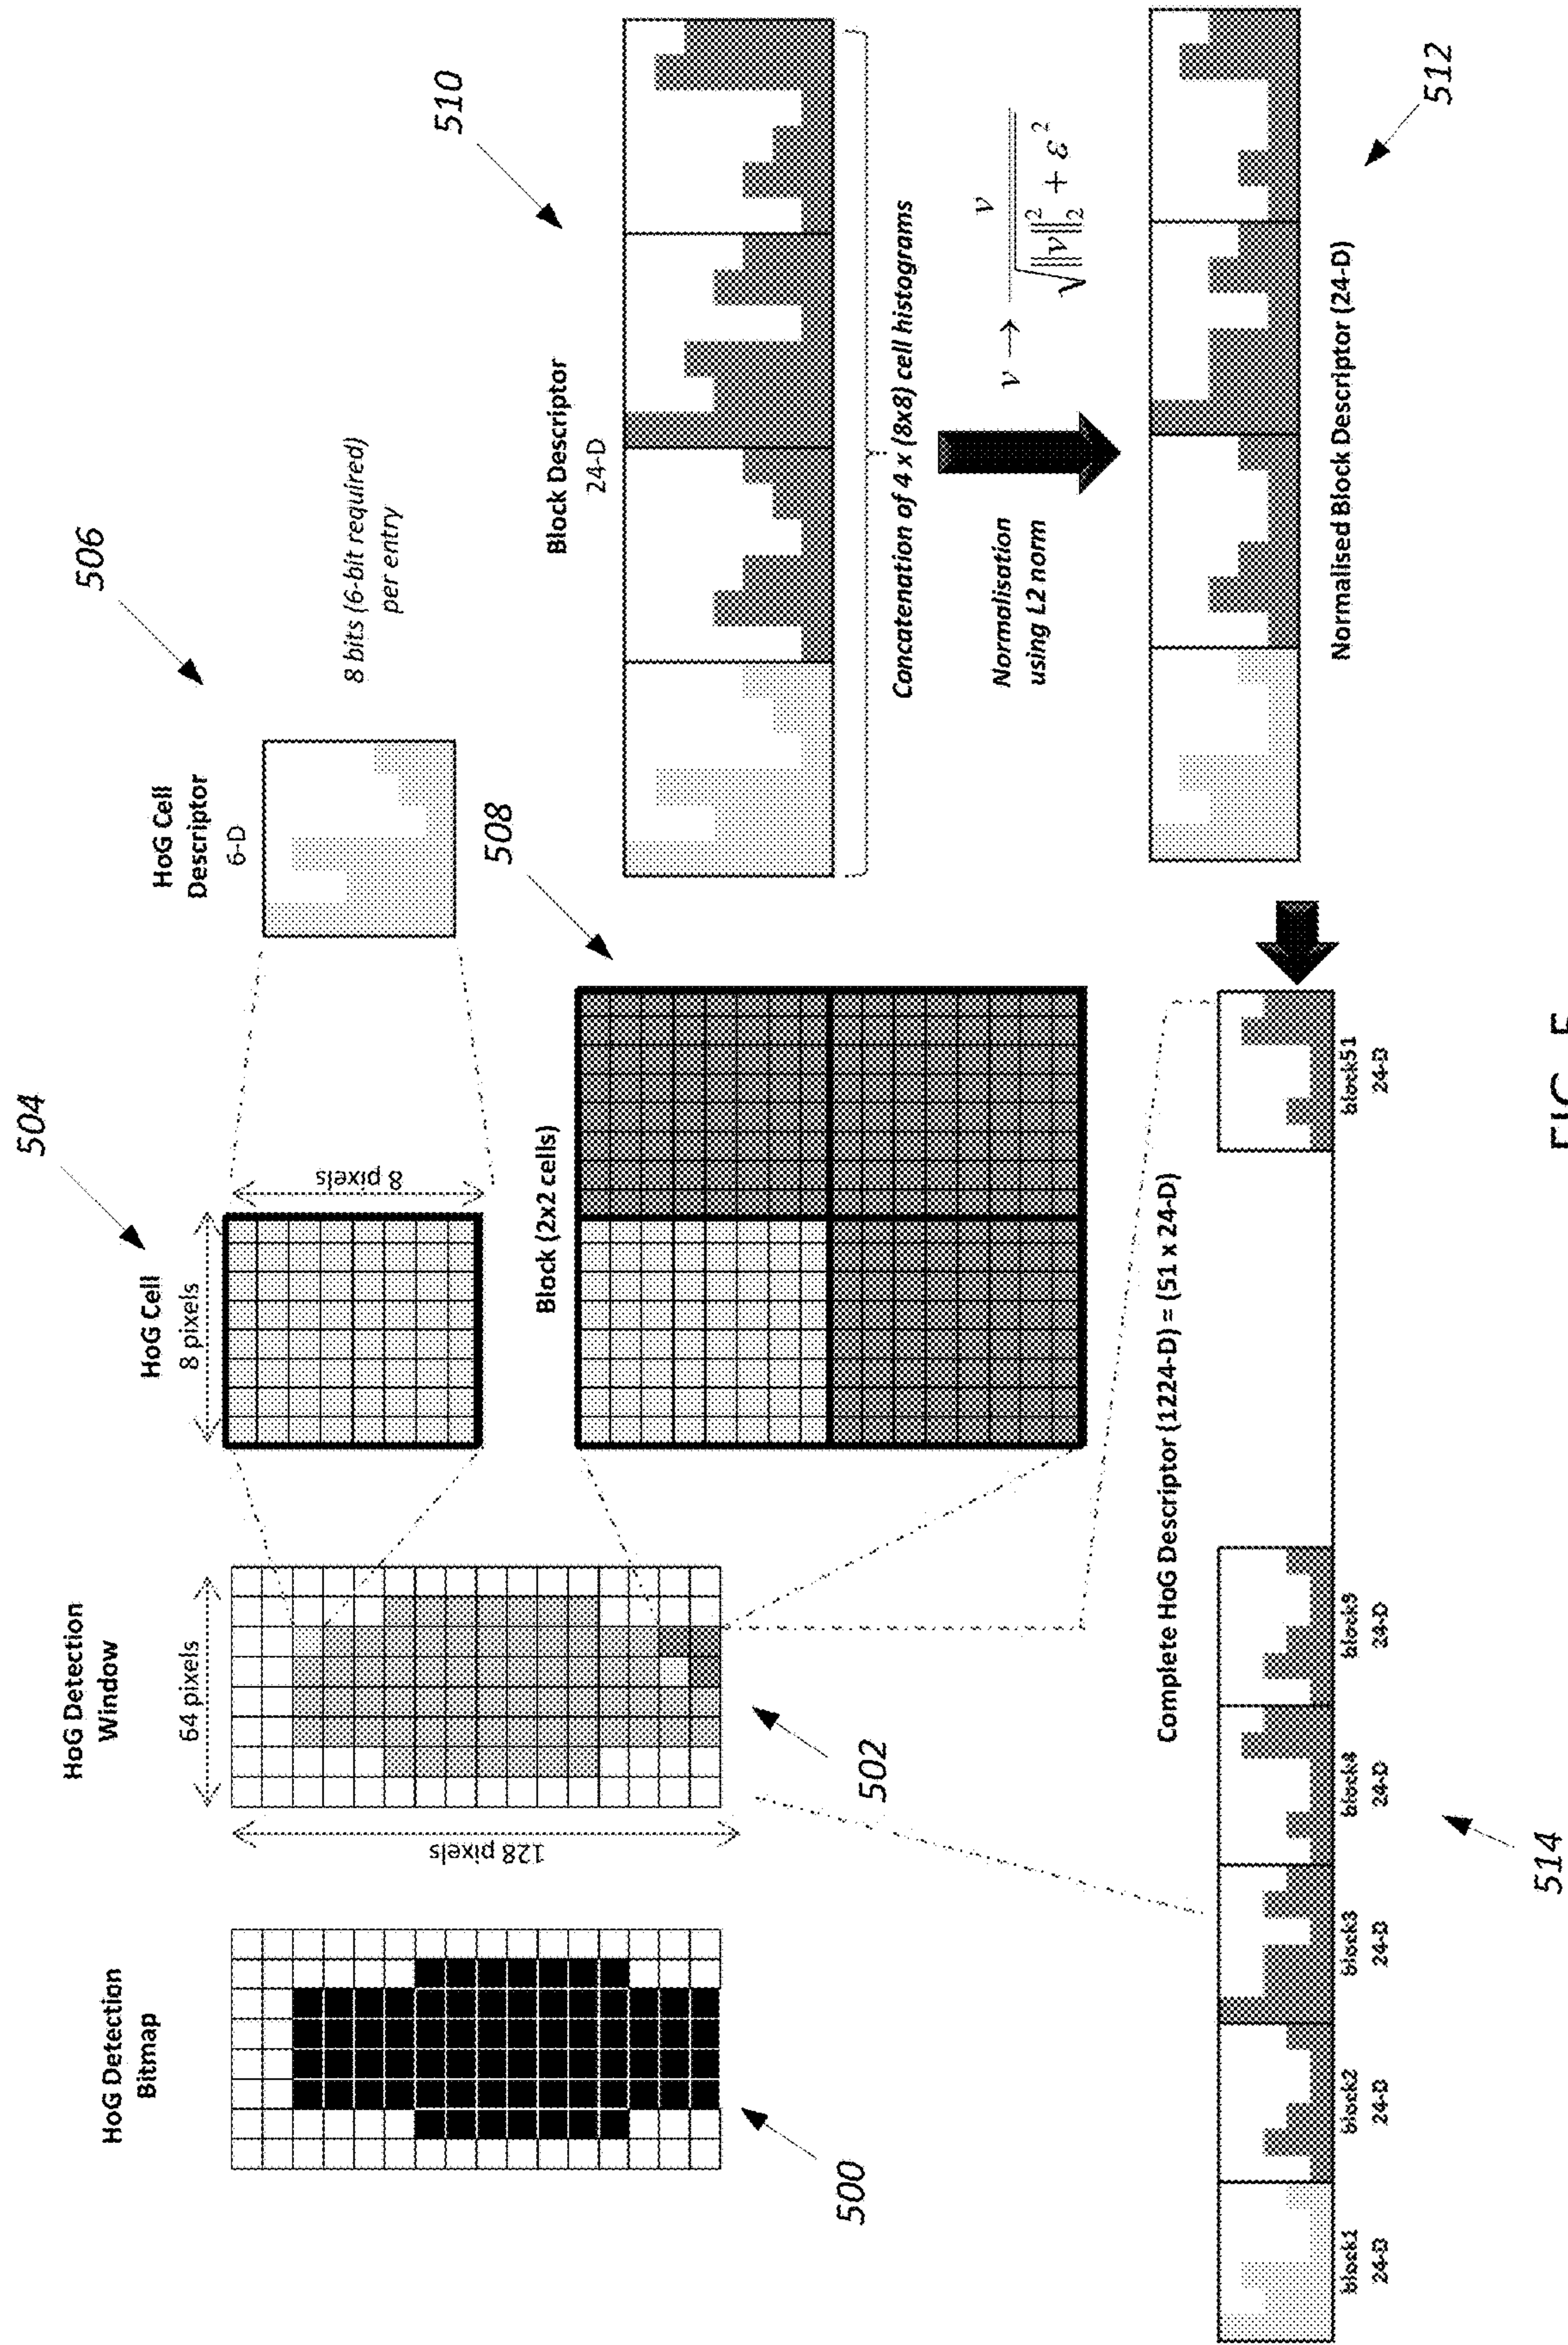 HoG Detection
Bitmap
500
HoG Detection
Window
64 pixels
128 pixels
502
HoG Cell
8 pixels
8 pixels
504
HoG Cell
Descriptor
6-D
506
8 bits (6-bit required)
per entry
Block (2x2 cells)
508
Block Descriptor
24-D
510
Concatenation of 4 x (8x8) cell histograms
Normalisation
using L2 norm
v → v / √‖v‖₂² + ε²
Normalised Block Descriptor (24-D)
512
Complete HoG Descriptor (1224-D) = (51 x 24-D)
block1
24-D
block2
24-D
block3
24-D
block4
24-D
block5
24-D
block51
24-D
514